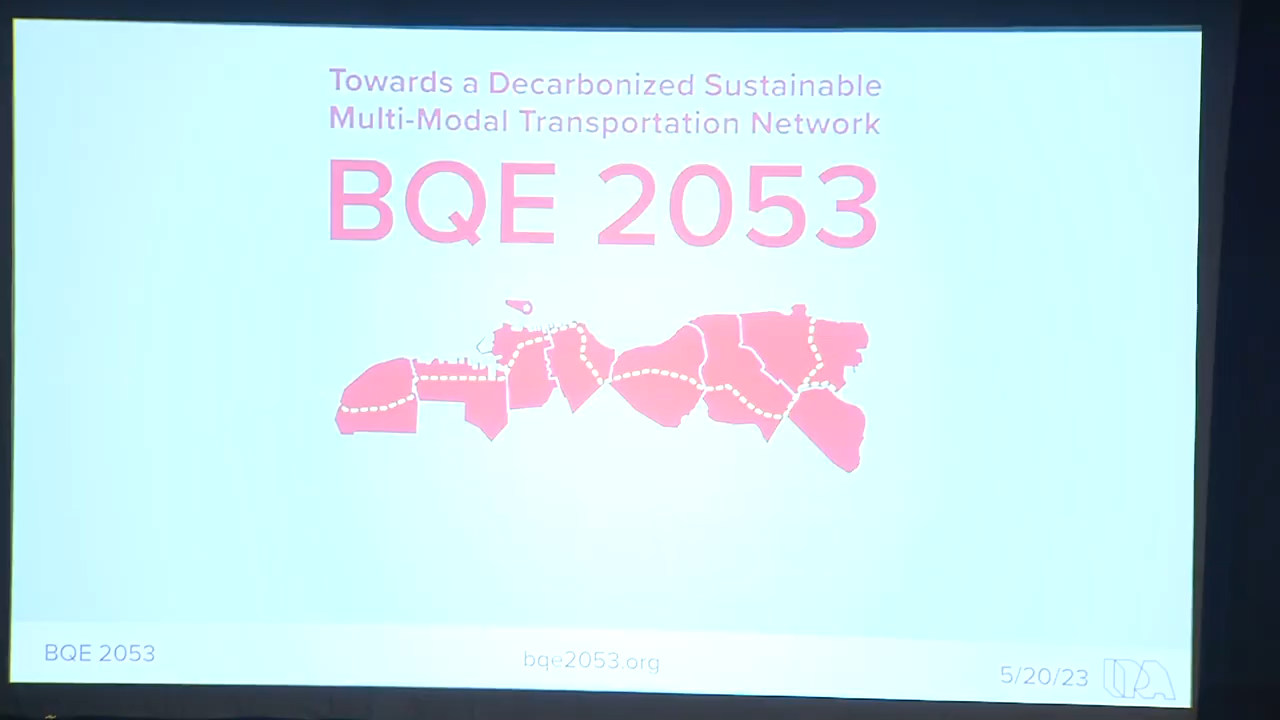 Towards a Decarbonized Sustainable
Multi-Modal Transportation Network
BQE 2053
BQE 2053
bqe2053.org
5/20/23